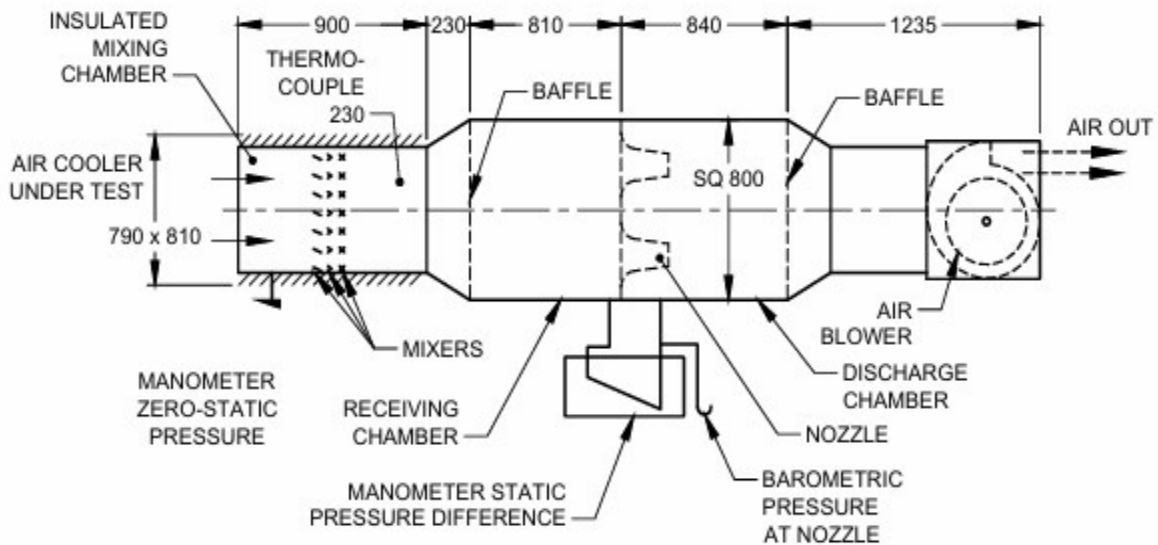 900
230
810
840
1235
INSULATED
MIXING
CHAMBER
THERMO-
COUPLE
230
BAFFLE
BAFFLE
AIR OUT
AIR COOLER
UNDER TEST
SQ 800
790 x 810
MIXERS
AIR
BLOWER
MANOMETER
ZERO-STATIC
PRESSURE
RECEIVING
CHAMBER
DISCHARGE
CHAMBER
NOZZLE
MANOMETER STATIC
PRESSURE DIFFERENCE
BAROMETRIC
PRESSURE
AT NOZZLE